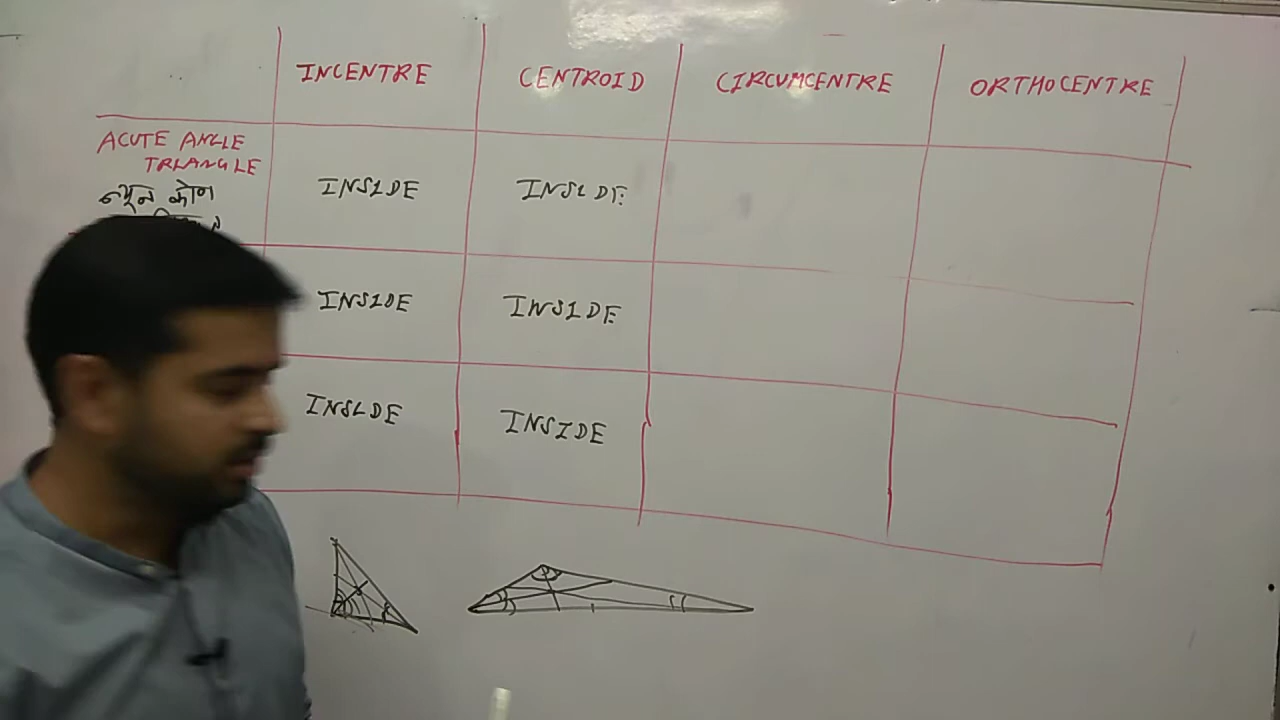 INCENTRE CENTROID CIRCUMCENTRE ORTHOCENTRE
ACUTE ANGLE
TRIANGLE
न्यून कोण
INSIDE INSIDE
INSIDE INSIDE
INSIDE INSIDE